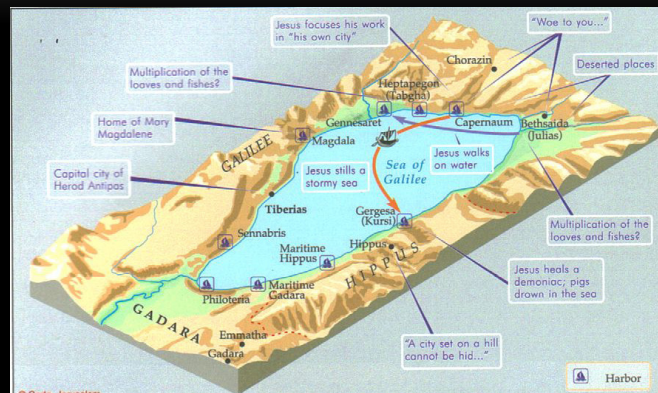 Jesus focuses his work
in "his own city"
"Woe to you..."
Chorazin
Deserted places
Multiplication of the
loaves and fishes?
Heptapegon
(Tabgha)
Home of Mary
Magdalene
Gennesaret
Capernaum
Bethsaida
(Julias)
Magdala
GALILEE
Jesus walks
on water
Capital city of
Herod Antipas
Jesus stills a
stormy sea
Sea of
Galilee
Tiberias
Gergesa
(Kursi)
Multiplication of the
loaves and fishes?
Sennabris
Hippus
Maritime
Hippus
HIPPUS
Jesus heals a
demoniac; pigs
drown in the sea
Philoteria
Maritime
Gadara
GADARA
Emmatha
Gadara
"A city set on a hill
cannot be hid..."
Harbor